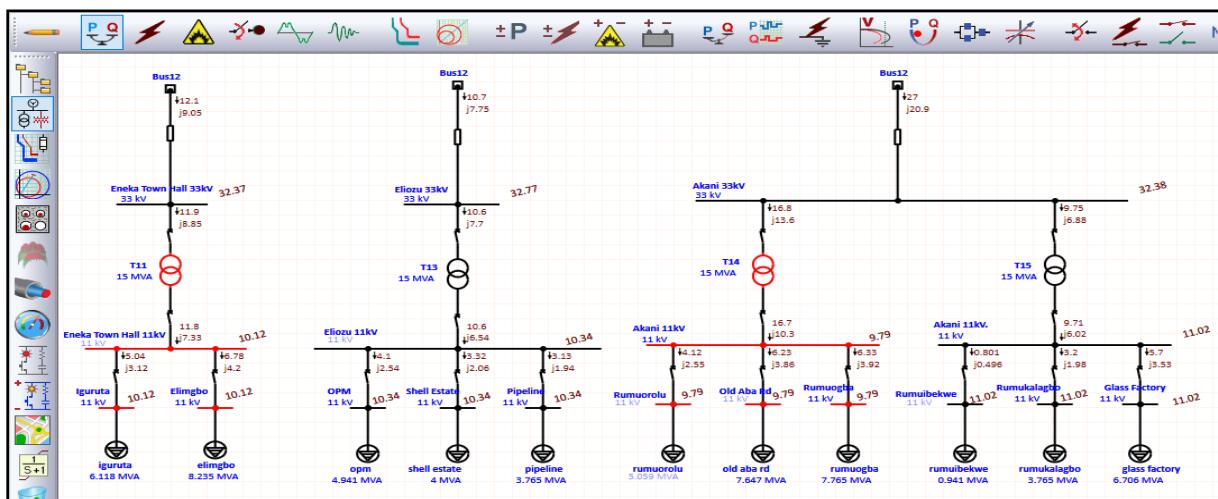 P Q
± P
+ -
+ -
P Q
P Q
V
P Q
Bus12
12.1
j9.05
Eneka Town Hall 33kV
33 kV
32.37
11.9
j8.85
T11
15 MVA
11.8
j7.33
Eneka Town Hall 11kV
11 kV
10.12
5.04
j3.12
6.78
j4.2
Iguruta
11 kV
10.12
Elimgbo
11 kV
10.12
iguruta
6.118 MVA
elimgbo
8.235 MVA
Bus12
10.7
j7.75
Eliozu 33kV
33 kV
32.77
10.6
j7.7
T13
15 MVA
10.6
j6.54
Eliozu 11kV
11 kV
10.34
4.1
j2.54
3.32
j2.06
3.13
j1.94
OPM
11 kV
10.34
Shell Estate
11 kV
10.34
Pipeline
11 kV
10.34
opm
4.941 MVA
shell estate
4 MVA
pipeline
3.765 MVA
Bus12
27
j20.9
Akani 33kV
33 kV
32.38
16.8
j13.6
9.75
j6.88
T14
15 MVA
T15
15 MVA
16.7
j10.3
Akani 11kV
11 kV
9.79
4.12
j2.55
6.23
j3.86
6.33
j3.92
Rumuorolu
11 kV
9.79
Old Aba Rd
11 kV
9.79
Rumuogba
11 kV
9.79
rumuorolu
5.059 MVA
old aba rd
7.647 MVA
rumuogba
7.765 MVA
9.71
j6.02
Akani 11kV.
11 kV
11.02
0.801
j0.496
3.2
j1.98
5.7
j3.53
Rumuibekwe
11 kV
11.02
Rumukalagbo
11 kV
11.02
Glass Factory
11 kV
11.02
rumuibekwe
0.941 MVA
rumukalagbo
3.765 MVA
glass factory
6.706 MVA
1
S+1